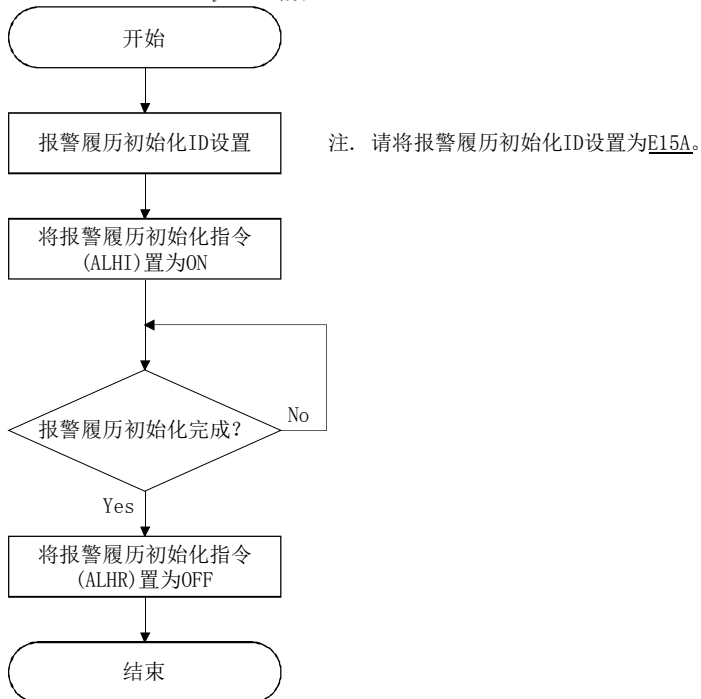 开始
报警履历初始化ID设置
注. 请将报警履历初始化ID设置为E15A。
将报警履历初始化指令
(ALHI)置为ON
报警履历初始化完成?
No
Yes
将报警履历初始化指令
(ALHR)置为OFF
结束